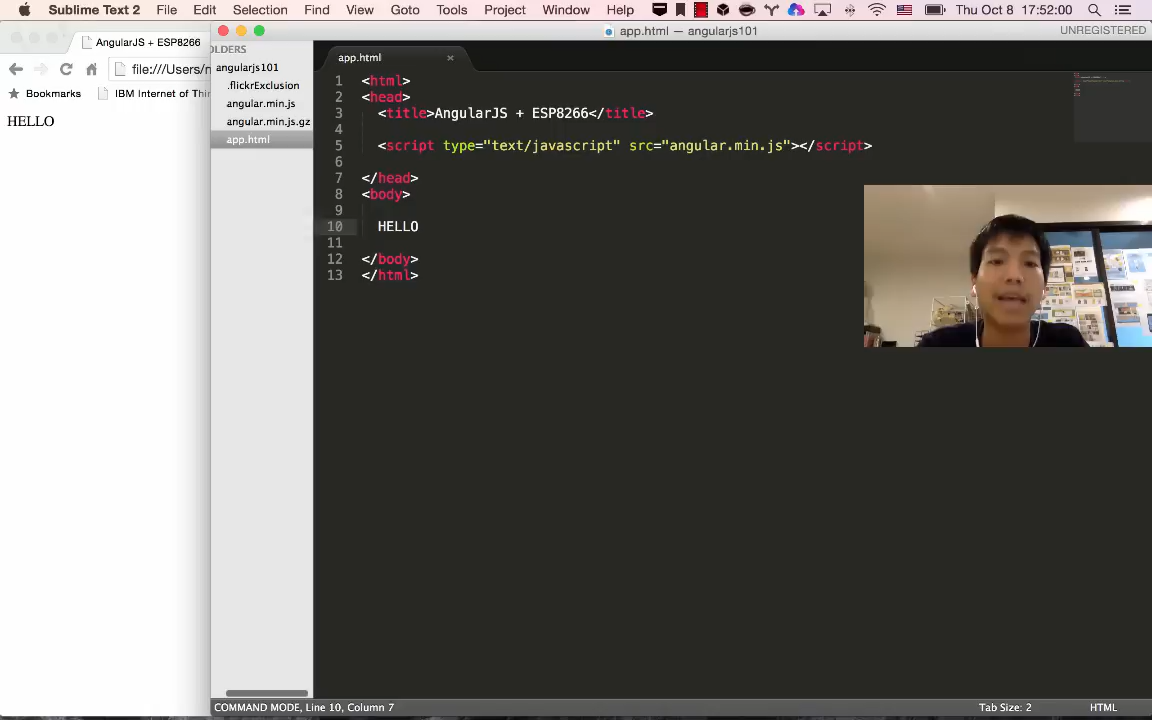 Sublime Text 2 File Edit Selection Find View Goto Tools Project Window Help Thu Oct 8 17:52:00
AngularJS + ESP8266
app.html — angularjs101
UNREGISTERED
file:///Users/n
Bookmarks
IBM Internet of Thi
HELLO
OLDERS
angularjs101
.flickrExclusion
angular.min.js
angular.min.js.gz
app.html
app.html
1 <html>
2 <head>
3 <title>AngularJS + ESP8266</title>
4
5 <script type="text/javascript" src="angular.min.js"></script>
6
7 </head>
8 <body>
9
10 HELLO
11
12 </body>
13 </html>
COMMAND MODE, Line 10, Column 7
Tab Size: 2
HTML